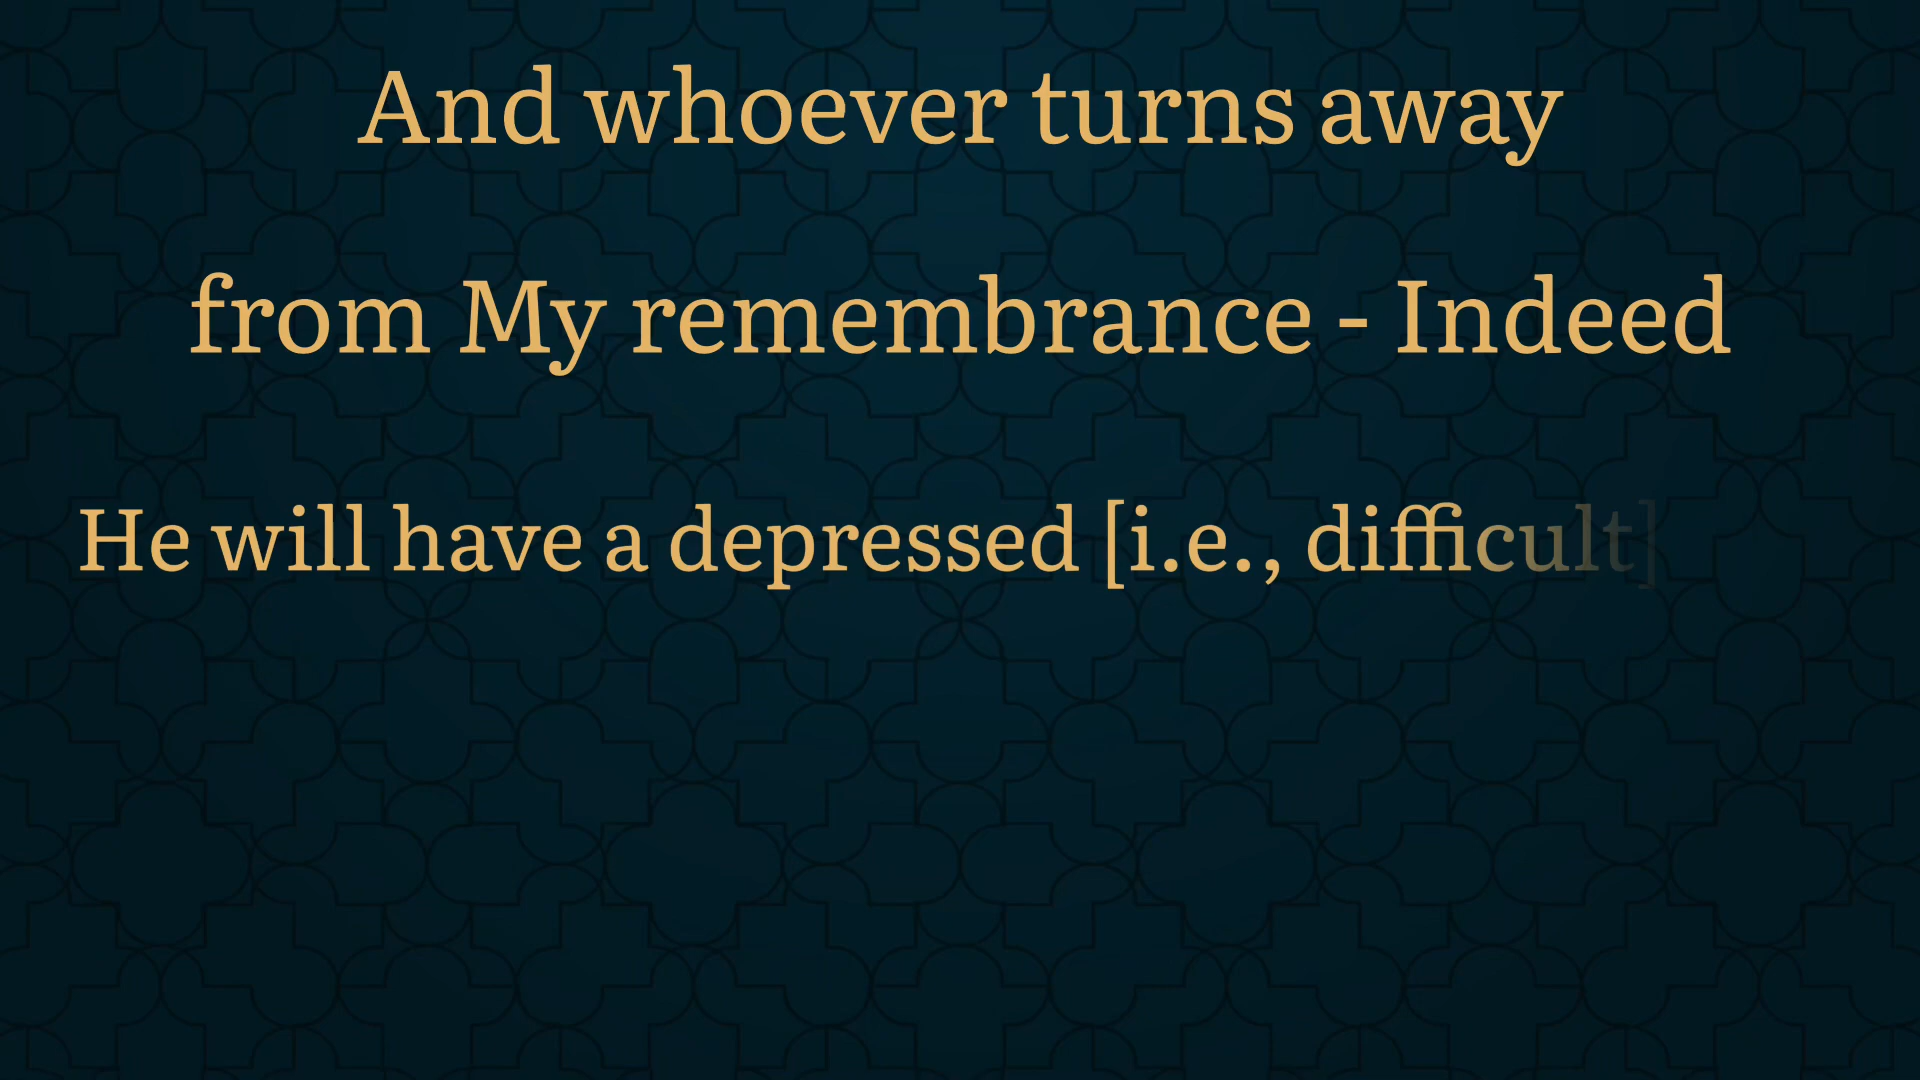 And whoever turns away
from My remembrance - Indeed
He will have a depressed [i.e., difficult]